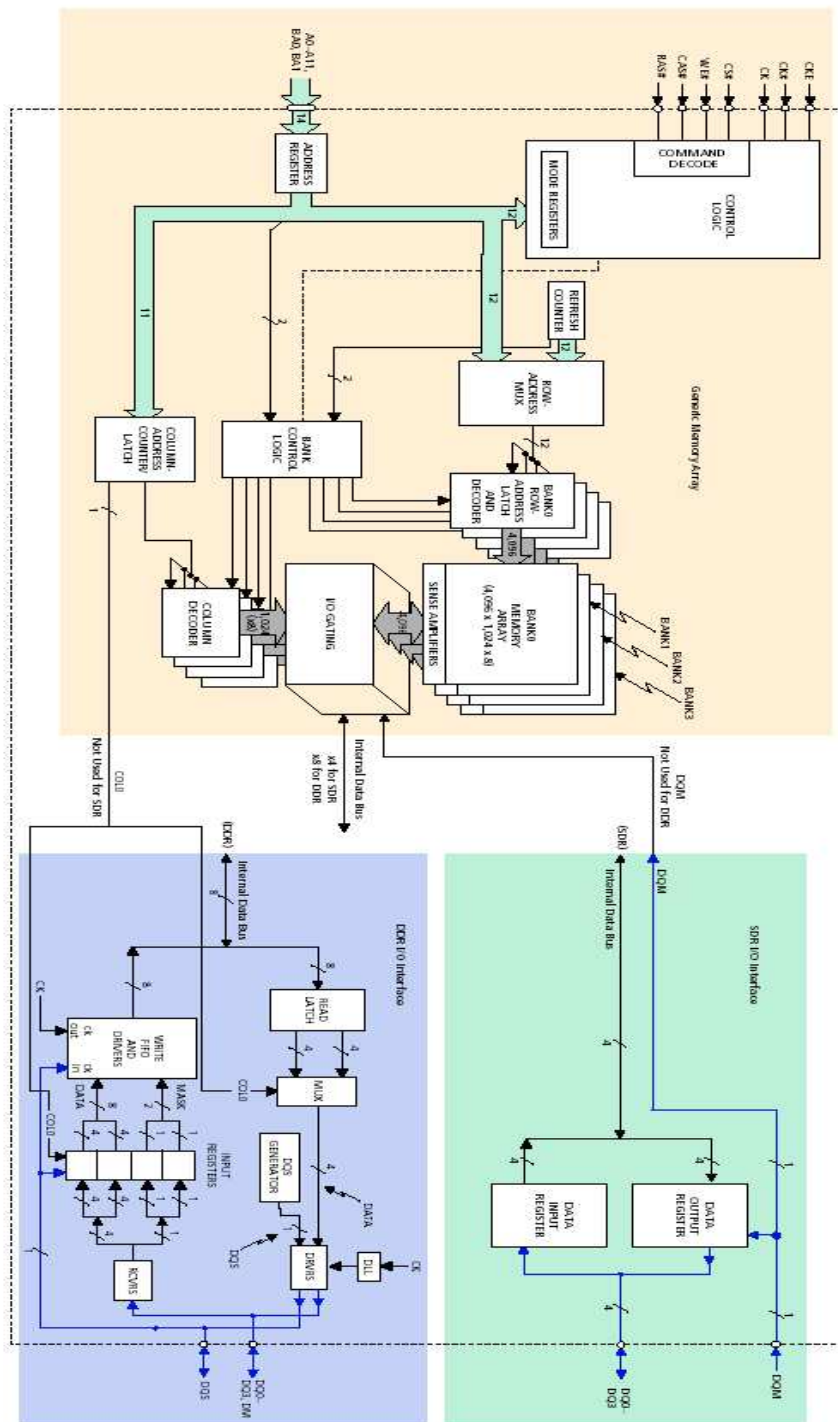 CKE
CK#
CK
CS#
WE#
CAS#
RAS#
CONTROL
LOGIC
COMMAND
DECODE
MODE REGISTERS
A0-A11,
BA0, BA1
14
ADDRESS
REGISTER
12
12
11
2
REFRESH
COUNTER
12
2
ROW-
ADDRESS
MUX
12
BANK
CONTROL
LOGIC
COLUMN-
ADDRESS
COUNTER/
LATCH
1
Generic Memory Array
BANK0
ROW-
ADDRESS
LATCH
AND
DECODER
4,096
BANK0
MEMORY
ARRAY
(4,096 x 1,024 x 8)
SENSE AMPLIFIERS
BANK1
BANK2
BANK3
4,096
I/O GATING
1,024
(x8)
COLUMN
DECODER
DQM
Not Used for DDR
Internal Data Bus
x4 for SDR
x8 for DDR
COL0
Not Used for SDR
SDR I/O Interface
DQM
Internal Data Bus
(SDR)
4
1
4
4
DATA
OUTPUT
REGISTER
DATA
INPUT
REGISTER
4
1
DQM
DQ0-
DQ3
DDR I/O Interface
Internal Data Bus
(DDR)
8
8
8
READ
LATCH
4
4
MUX
COL0
4
DATA
DQS
GENERATOR
1
DQS
CK
DLL
DRVRS
CK
ck
out
ck
in
WRITE
FIFO
AND
DRIVERS
MASK
2
8
DATA
1
1
4
4
COL0
INPUT
REGISTERS
1
1
4
4
1
4
RCVRS
1
DQ0-
DQ3, DM
DQS